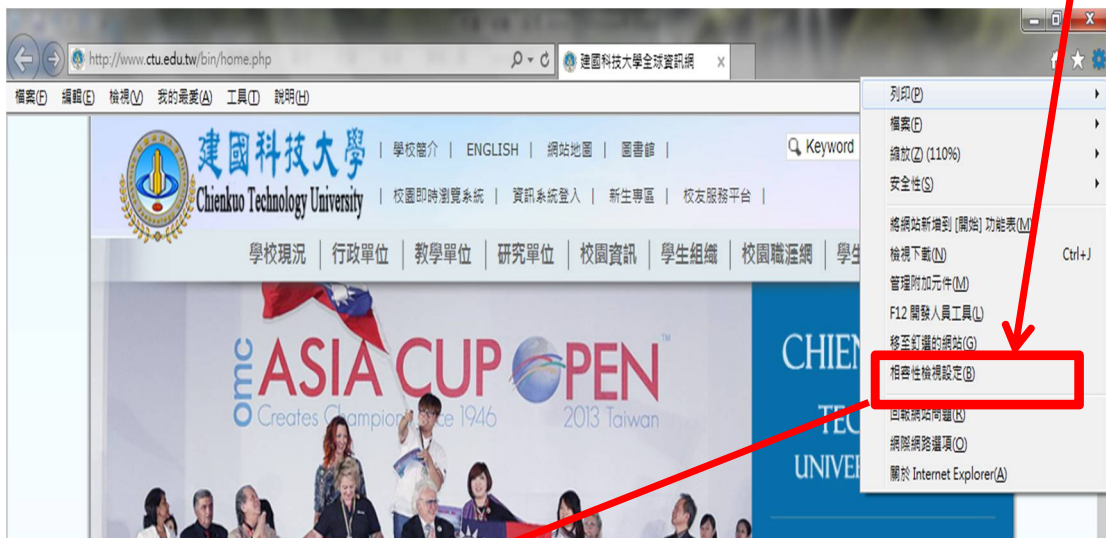 http://www.ctu.edu.tw/bin/home.php
建國科技大學全球資訊網 x
檔案(F) 編輯(E) 檢視(V) 我的最愛(A) 工具(T) 說明(H)
建國科技大學
Chienkuo Technology University
| 學校簡介 | ENGLISH | 網站地圖 | 圖書館 |
Keyword
| 校園即時瀏覽系統 | 資訊系統登入 | 新生專區 | 校友服務平台 |
學校現況 | 行政單位 | 教學單位 | 研究單位 | 校園資訊 | 學生組織 | 校園職涯網 | 學生
omc
ASIA CUP OPEN™
Creates Champion since 1946 2013 Taiwan
CHIEN
TEC
UNIVE
列印(P)
檔案(F)
縮放(Z) (110%)
安全性(S)
將網站新增到 [開始] 功能表(M)
檢視下載(N) Ctrl+J
管理附加元件(M)
F12 開發人員工具(L)
移至釘選的網站(G)
相容性檢視設定(B)
回報網站問題(R)
網際網路選項(O)
關於 Internet Explorer(A)